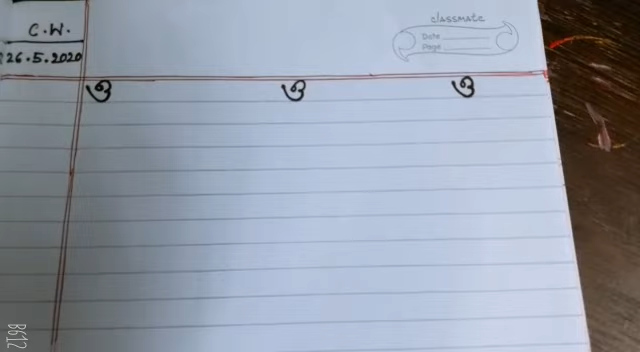 classmate
C.W.
Date
Page
26.5.2020
ও ও ও
B612